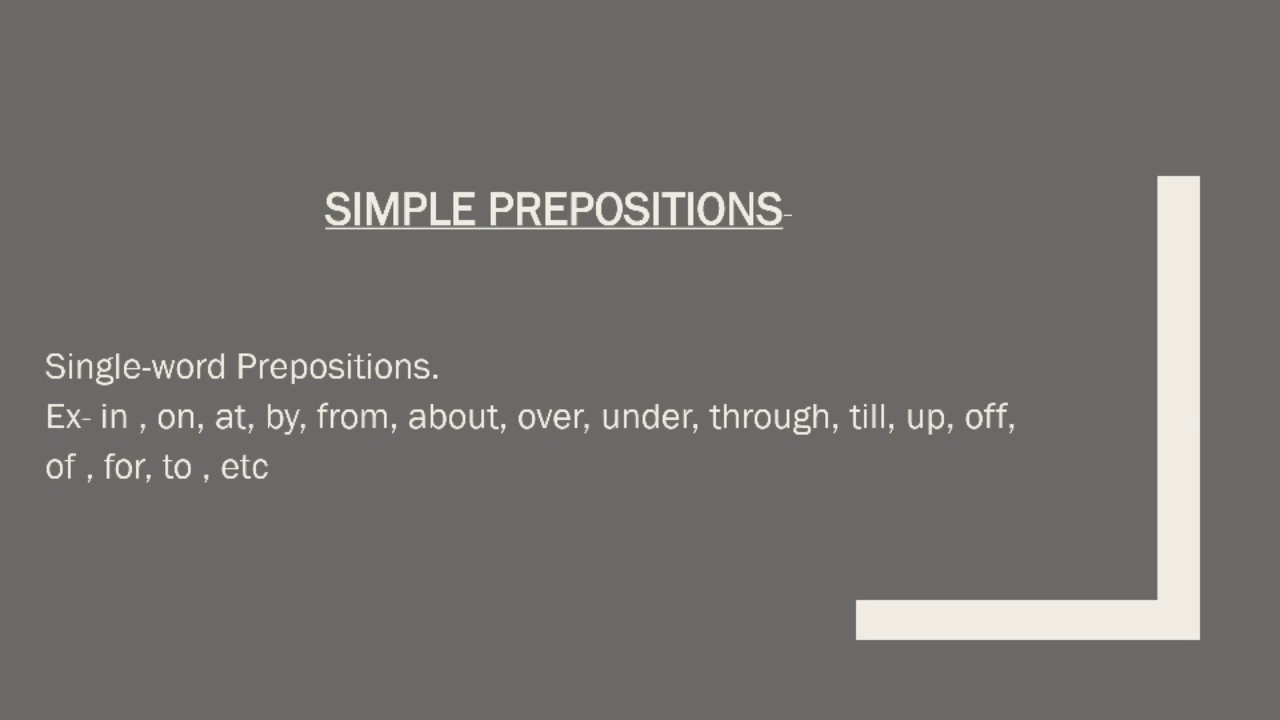 SIMPLE PREPOSITIONS-
Single-word Prepositions.
Ex- in , on, at, by, from, about, over, under, through, till, up, off,
of , for, to , etc